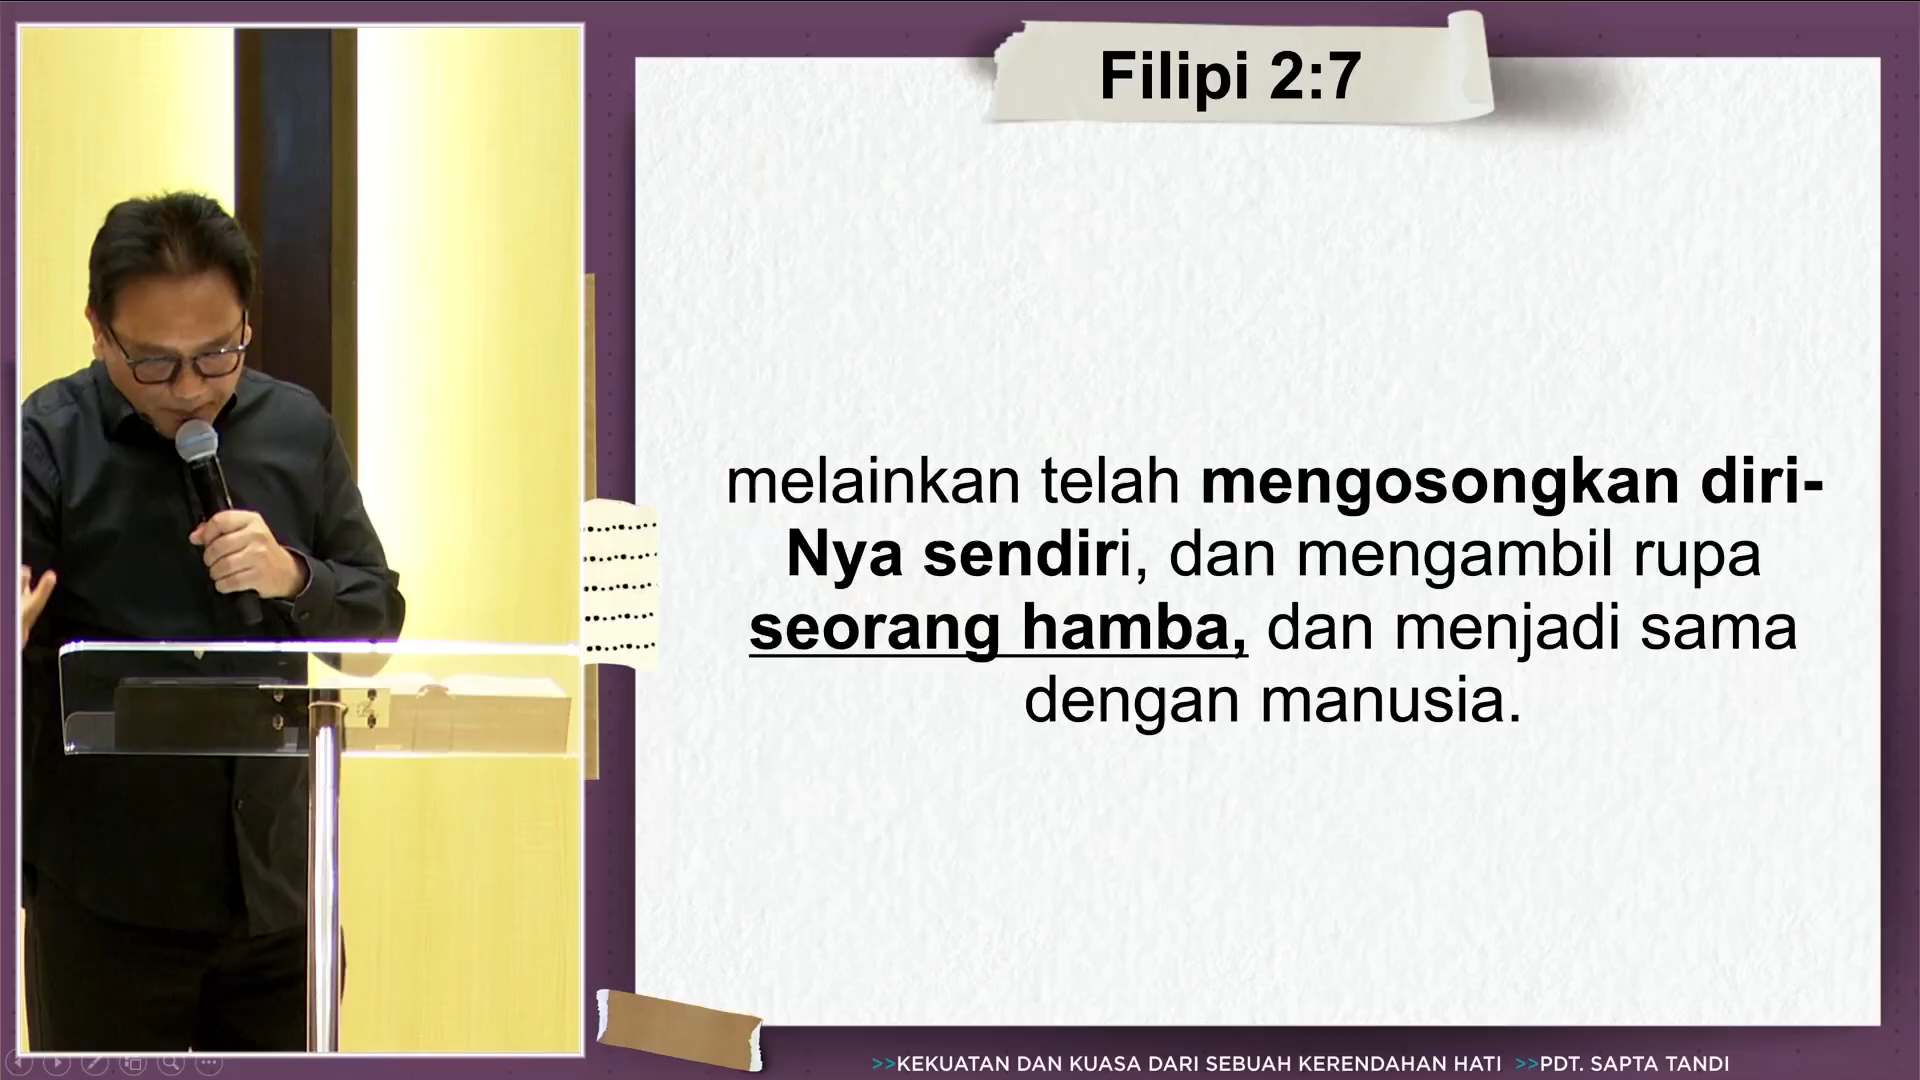 Filipi 2:7
melainkan telah mengosongkan diri-
Nya sendiri, dan mengambil rupa
seorang hamba, dan menjadi sama
dengan manusia.
>>KEKUATAN DAN KUASA DARI SEBUAH KERENDAHAN HATI >>PDT. SAPTA TANDI